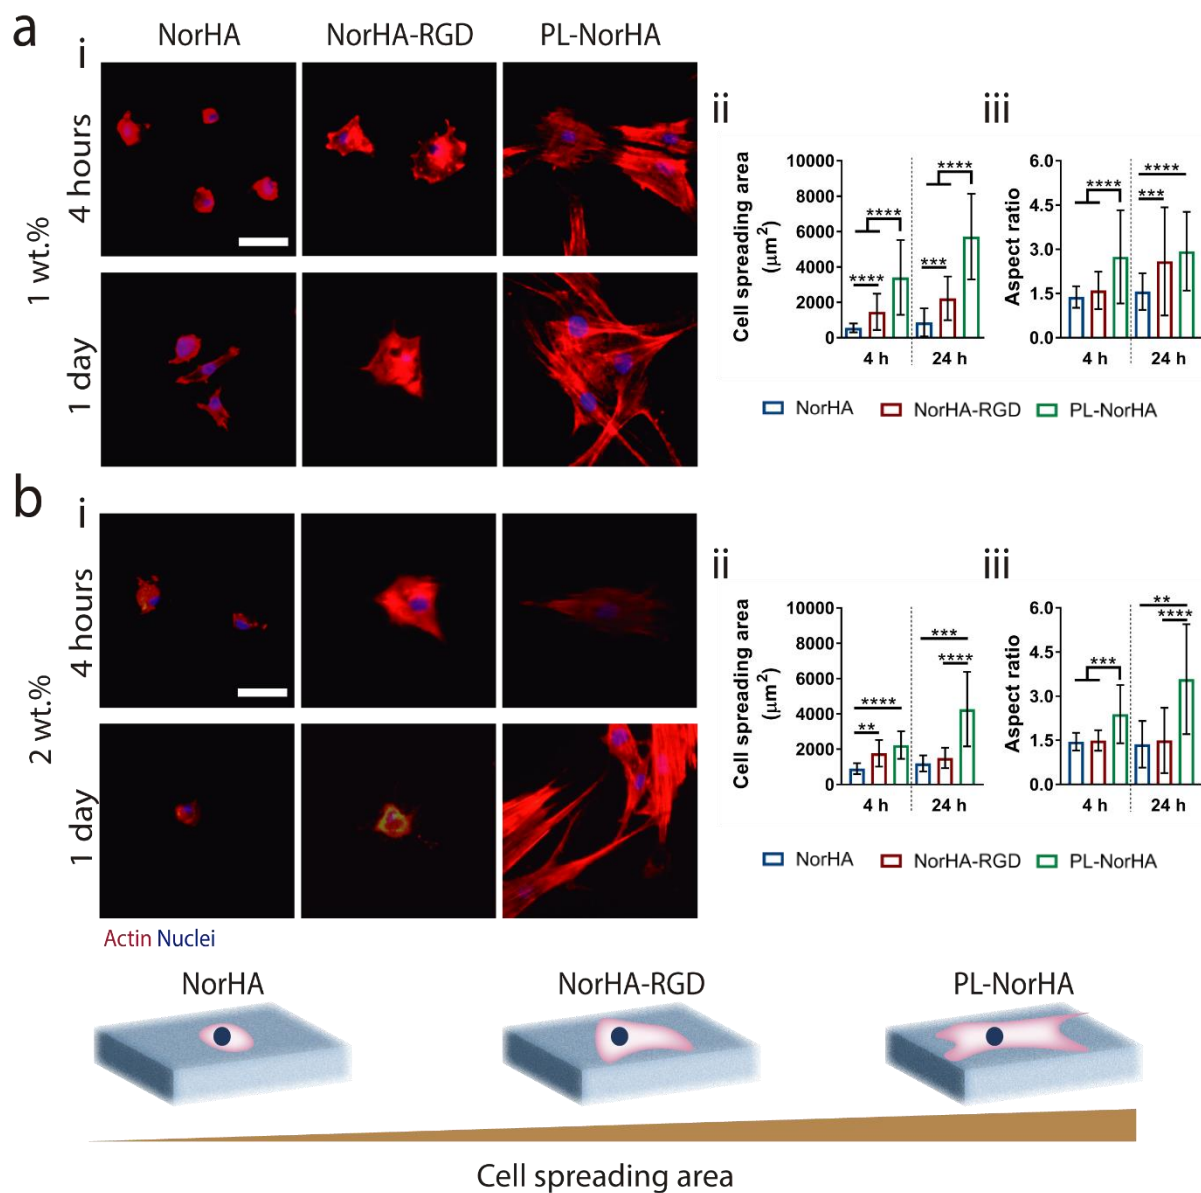 a
i
NorHA NorHA-RGD PL-NorHA
1 wt.%
4 hours
1 day
ii
Cell spreading area
(μm²)
10000
8000
6000
4000
2000
0
**** **** *** ****
4 h 24 h
iii
Aspect ratio
6.0
4.5
3.0
1.5
0.0
**** **** ***
4 h 24 h
NorHA NorHA-RGD PL-NorHA
b
i
2 wt.%
4 hours
1 day
ii
Cell spreading area
(μm²)
10000
8000
6000
4000
2000
0
**** ** *** ****
4 h 24 h
iii
Aspect ratio
6.0
4.5
3.0
1.5
0.0
*** ** ****
4 h 24 h
NorHA NorHA-RGD PL-NorHA
Actin Nuclei
NorHA NorHA-RGD PL-NorHA
Cell spreading area